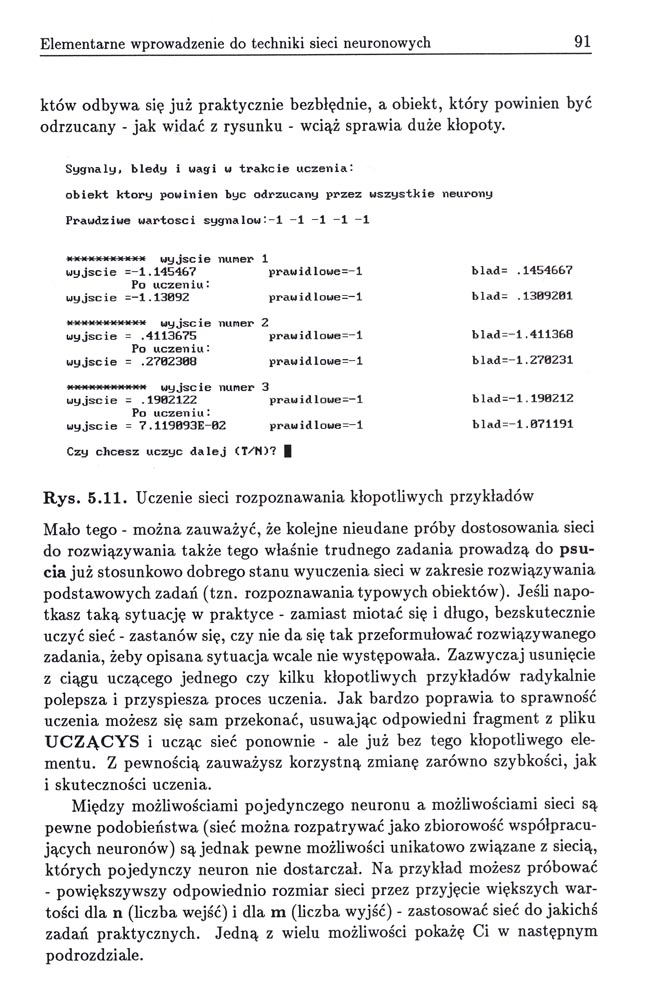 Elementarne wprowadzenie do techniki sieci neuronowych 91
któw odbywa się już praktycznie bezbłędnie, a obiekt, który powinien być
odrzucany - jak widać z rysunku - wciąż sprawia duże kłopoty.
Sygnaly, bledy i wagi w trakcie uczenia:
obiekt ktory powinien byc odrzucany przez wszystkie neurony
Prawdziwe wartosci sygnalow:-1 -1 -1 -1 -1
*********** wyjscie numer 1
wyjscie =-1.145467 prawidlowe=-1 blad= .1454667
Po uczeniu:
wyjscie =-1.13092 prawidlowe=-1 blad= .1309201
*********** wyjscie numer 2
wyjscie = .4113675 prawidlowe=-1 blad=-1.411368
Po uczeniu:
wyjscie = .2702308 prawidlowe=-1 blad=-1.270231
*********** wyjscie numer 3
wyjscie = .1902122 prawidlowe=-1 blad=-1.190212
Po uczeniu:
wyjscie = 7.119093E-02 prawidlowe=-1 blad=-1.071191
Czy chcesz uczyc dalej (T/N)?
Rys. 5.11. Uczenie sieci rozpoznawania kłopotliwych przykładów
Mało tego - można zauważyć, że kolejne nieudane próby dostosowania sieci
do rozwiązywania także tego właśnie trudnego zadania prowadzą do psu-
cia już stosunkowo dobrego stanu wyuczenia sieci w zakresie rozwiązywania
podstawowych zadań (tzn. rozpoznawania typowych obiektów). Jeśli napo-
tkasz taką sytuację w praktyce - zamiast miotać się i długo, bezskutecznie
uczyć sieć - zastanów się, czy nie da się tak przeformułować rozwiązywanego
zadania, żeby opisana sytuacja wcale nie występowała. Zazwyczaj usunięcie
z ciągu uczącego jednego czy kilku kłopotliwych przykładów radykalnie
polepsza i przyspiesza proces uczenia. Jak bardzo poprawia to sprawność
uczenia możesz się sam przekonać, usuwając odpowiedni fragment z pliku
UCZĄCYS i ucząc sieć ponownie - ale już bez tego kłopotliwego ele-
mentu. Z pewnością zauważysz korzystną zmianę zarówno szybkości, jak
i skuteczności uczenia.
Między możliwościami pojedynczego neuronu a możliwościami sieci są
pewne podobieństwa (sieć można rozpatrywać jako zbiorowość współpracu-
jących neuronów) są jednak pewne możliwości unikatowo związane z siecią,
których pojedynczy neuron nie dostarczał. Na przykład możesz próbować
- powiększywszy odpowiednio rozmiar sieci przez przyjęcie większych war-
tości dla n (liczba wejść) i dla m (liczba wyjść) - zastosować sieć do jakichś
zadań praktycznych. Jedną z wielu możliwości pokażę Ci w następnym
podrozdziale.